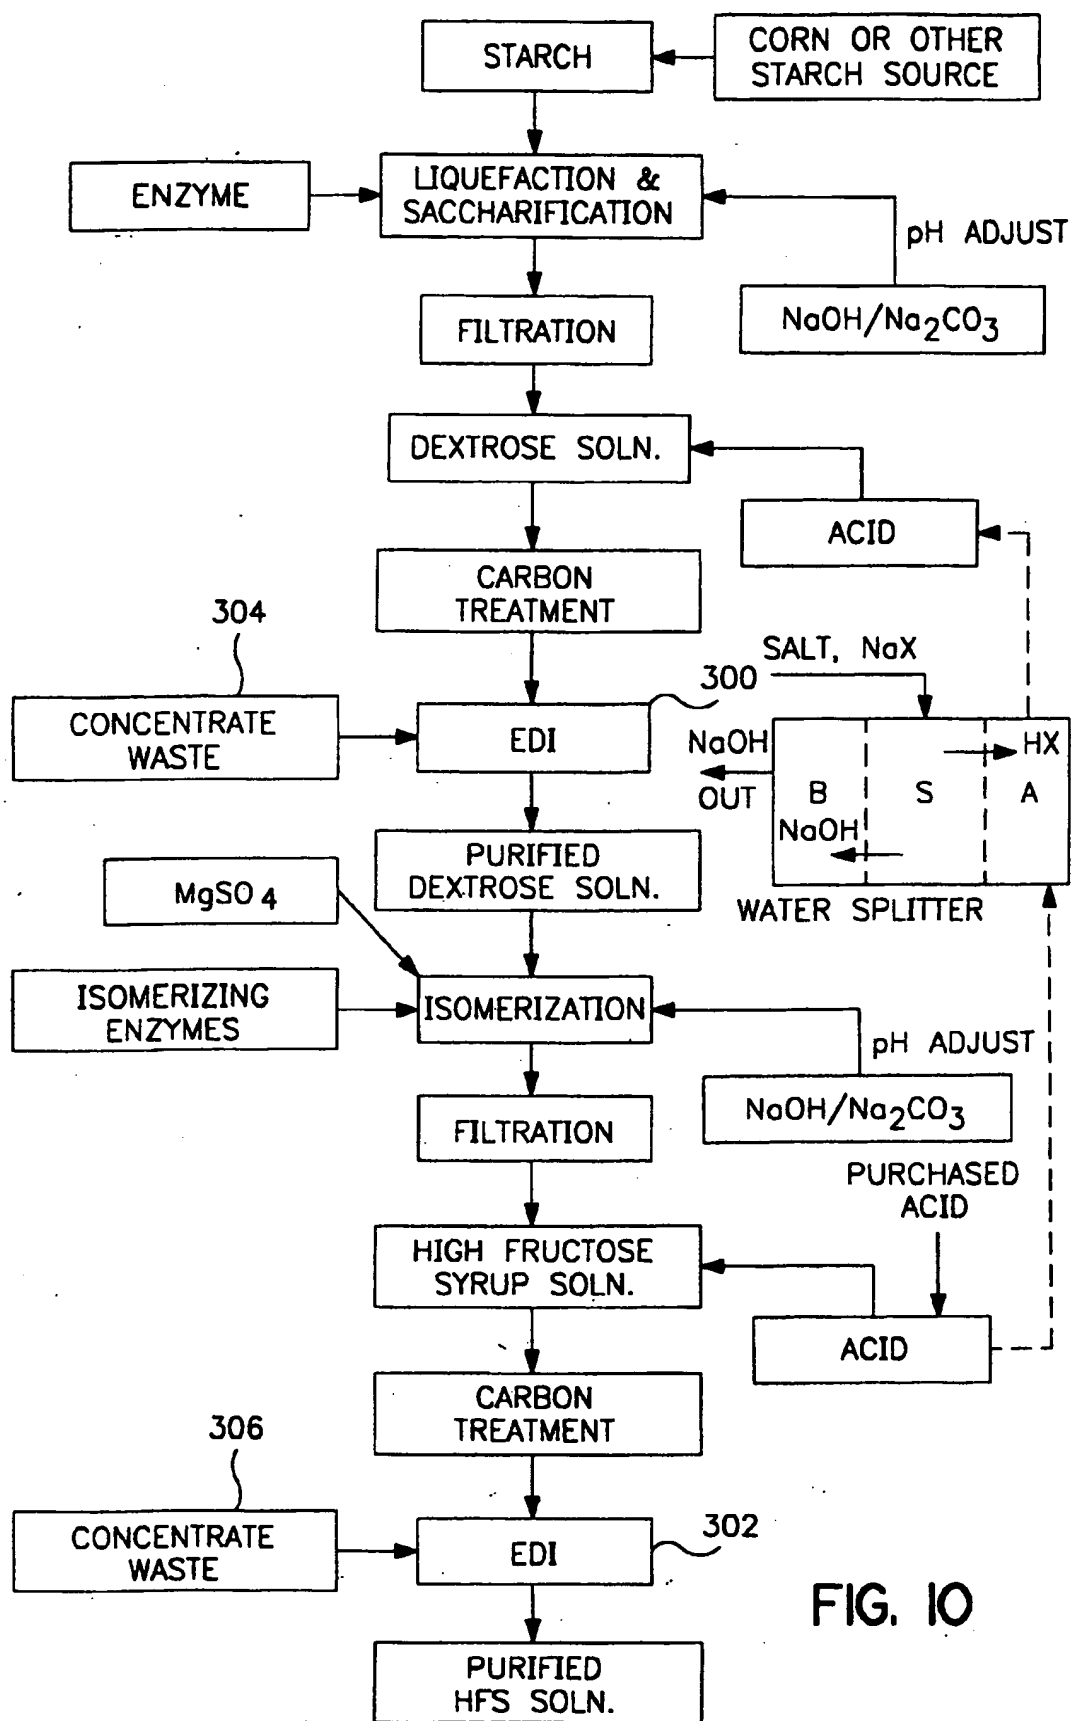 STARCH
CORN OR OTHER
STARCH SOURCE
ENZYME
LIQUEFACTION &
SACCHARIFICATION
pH ADJUST
NaOH/Na2CO3
FILTRATION
DEXTROSE SOLN.
ACID
CARBON
TREATMENT
304
SALT, NaX
300
CONCENTRATE
WASTE
EDI
NaOH
OUT
HX
B
S
A
NaOH
WATER SPLITTER
PURIFIED
DEXTROSE SOLN.
MgSO4
ISOMERIZING
ENZYMES
ISOMERIZATION
pH ADJUST
NaOH/Na2CO3
FILTRATION
PURCHASED
ACID
HIGH FRUCTOSE
SYRUP SOLN.
ACID
CARBON
TREATMENT
306
CONCENTRATE
WASTE
EDI
302
FIG. 10
PURIFIED
HFS SOLN.